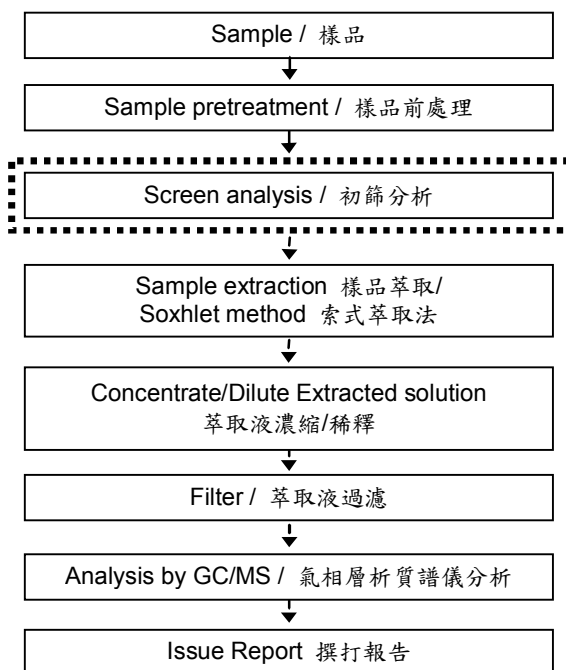 Sample / 樣品
Sample pretreatment / 樣品前處理
Screen analysis / 初篩分析
Sample extraction 樣品萃取/
Soxhlet method 索式萃取法
Concentrate/Dilute Extracted solution
萃取液濃縮/稀釋
Filter / 萃取液過濾
Analysis by GC/MS / 氣相層析質譜儀分析
Issue Report 撰打報告